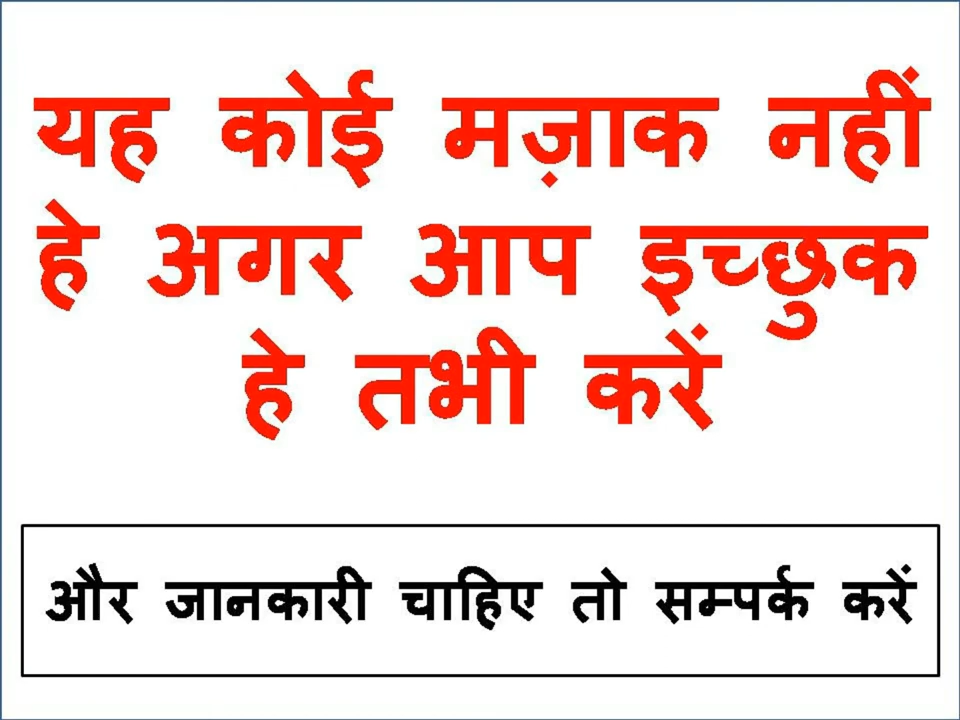 यह कोई मज़ाक नहीं
हे अगर आप इच्छुक
हे तभी करें
और जानकारी चाहिए तो सम्पर्क करें